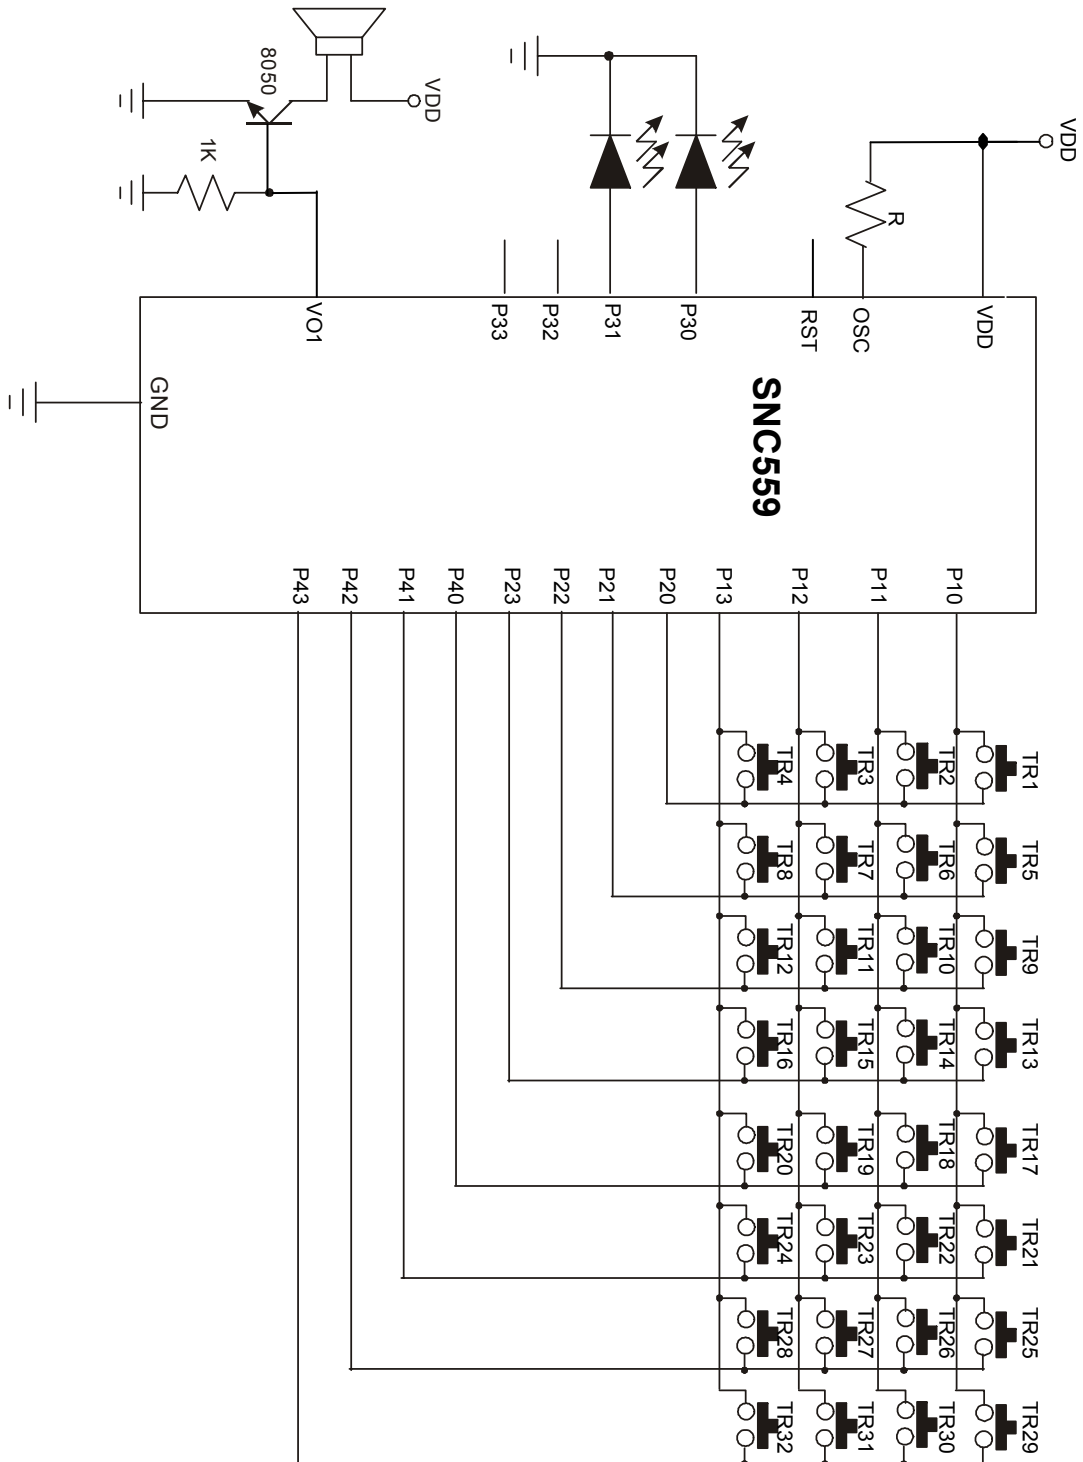 8050
VDD
1K
VDD
R
VO1
P33
P32
P31
P30
RST
OSC
VDD
GND
SNC559
P43
P42
P41
P40
P23
P22
P21
P20
P13
P12
P11
P10
TR4
TR3
TR2
TR1
TR8
TR7
TR6
TR5
TR12
TR11
TR10
TR9
TR16
TR15
TR14
TR13
TR20
TR19
TR18
TR17
TR24
TR23
TR22
TR21
TR28
TR27
TR26
TR25
TR32
TR31
TR30
TR29